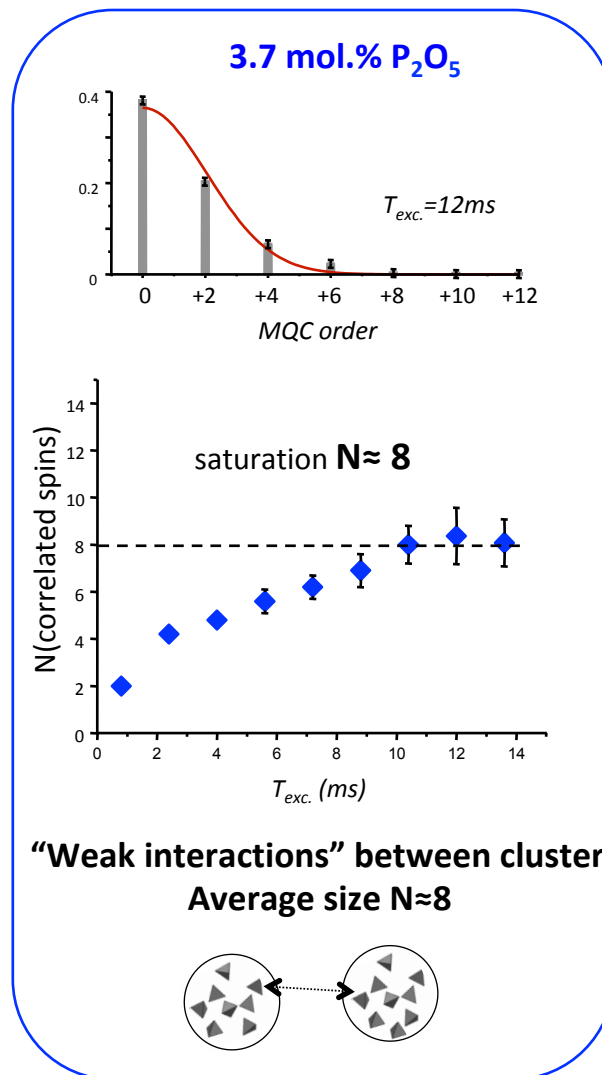 3.7 mol.% P₂O₅
0.4
0.2
0
T_exc.=12ms
0 +2 +4 +6 +8 +10 +12
MQC order
14
12
10
8
6
4
2
0
N(correlated spins)
saturation N≈ 8
0 2 4 6 8 10 12 14
T_exc. (ms)
“Weak interactions” between cluster
Average size N≈8